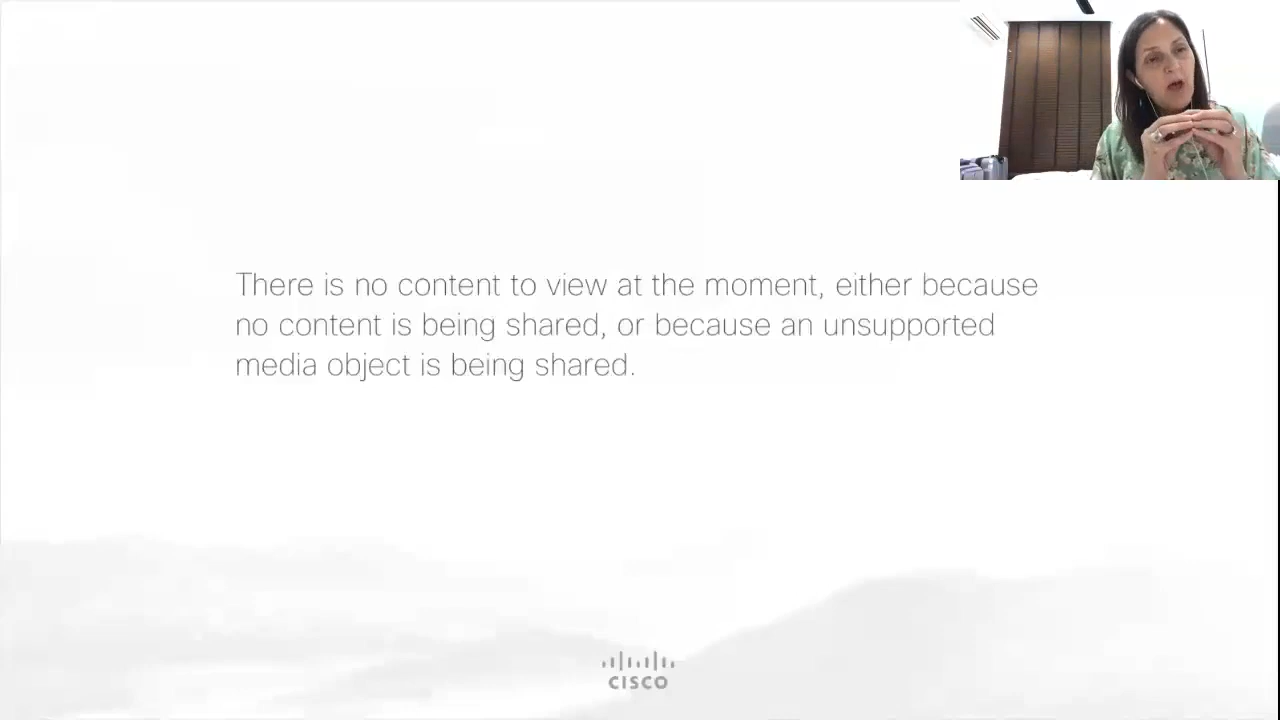 There is no content to view at the moment, either because
no content is being shared, or because an unsupported
media object is being shared.
CISCO